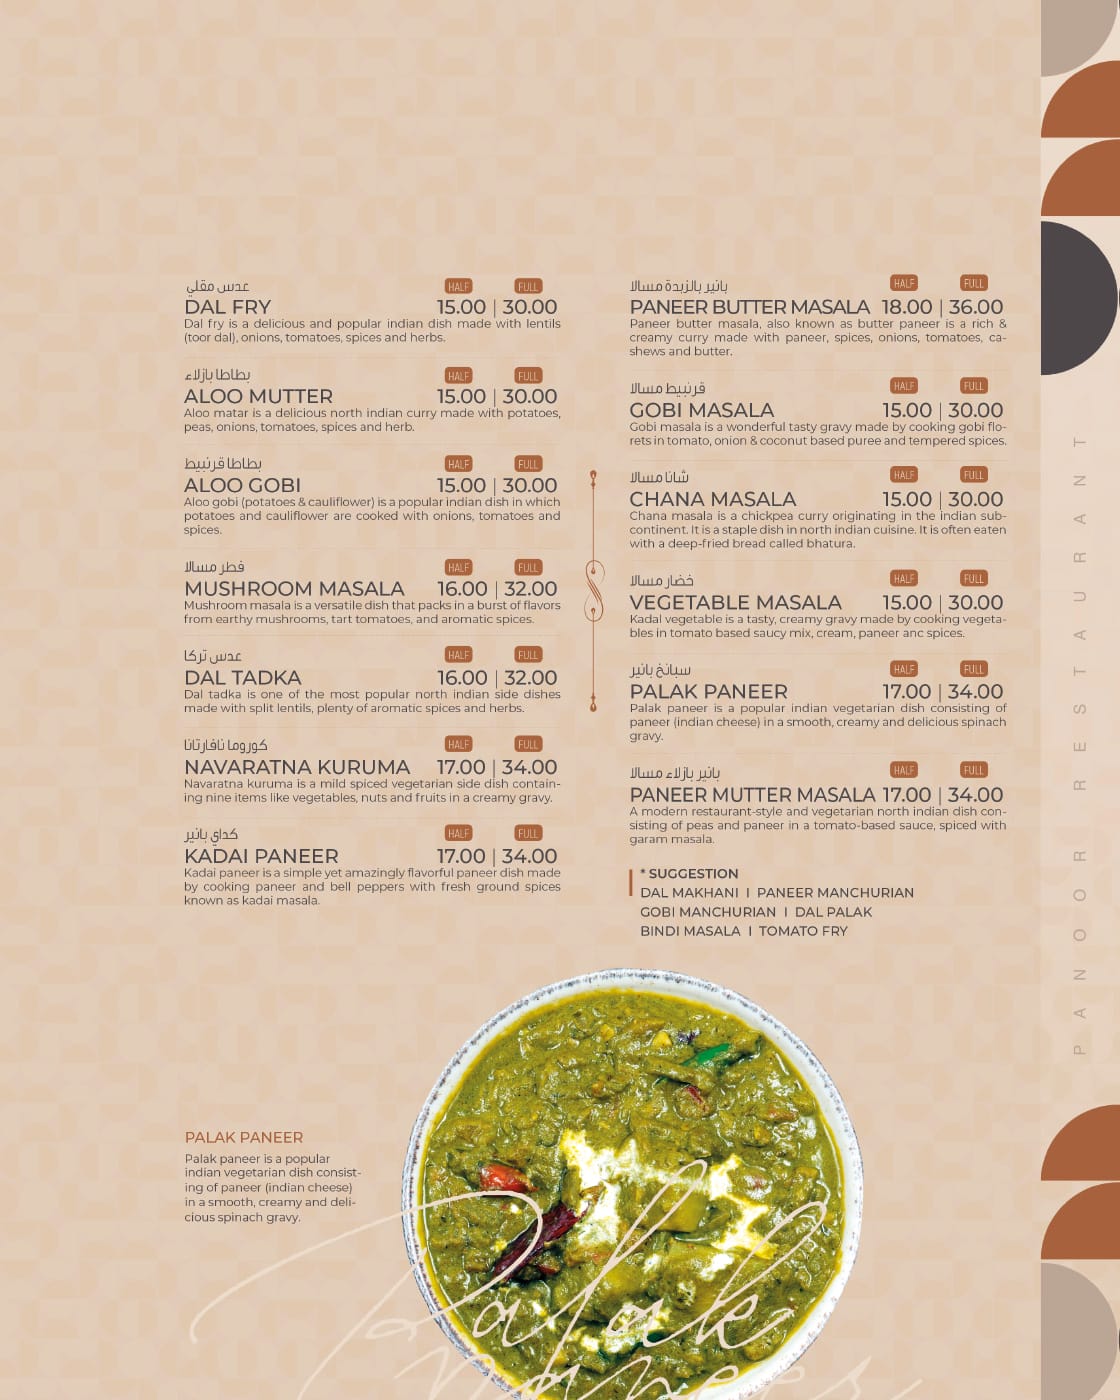 عدس مقلي
HALF FULL
DAL FRY 15.00 | 30.00
Dal fry is a delicious and popular indian dish made with lentils
(toor dal), onions, tomatoes, spices and herbs.
بطاطا بازلاء
HALF FULL
ALOO MUTTER 15.00 | 30.00
Aloo matar is a delicious north indian curry made with potatoes,
peas, onions, tomatoes, spices and herb.
بطاطا قرنبيط
HALF FULL
ALOO GOBI 15.00 | 30.00
Aloo gobi (potatoes & cauliflower) is a popular indian dish in which
potatoes and cauliflower are cooked with onions, tomatoes and
spices.
فطر مسالا
HALF FULL
MUSHROOM MASALA 16.00 | 32.00
Mushroom masala is a versatile dish that packs in a burst of flavors
from earthy mushrooms, tart tomatoes, and aromatic spices.
عدس تركا
HALF FULL
DAL TADKA 16.00 | 32.00
Dal tadka is one of the most popular north indian side dishes
made with split lentils, plenty of aromatic spices and herbs.
كوروما نافارتانا
HALF FULL
NAVARATNA KURUMA 17.00 | 34.00
Navaratna kuruma is a mild spiced vegetarian side dish contain-
ing nine items like vegetables, nuts and fruits in a creamy gravy.
كداي بانير
HALF FULL
KADAI PANEER 17.00 | 34.00
Kadai paneer is a simple yet amazingly flavorful paneer dish made
by cooking paneer and bell peppers with fresh ground spices
known as kadai masala.
بانير بالزبدة مسالا
HALF FULL
PANEER BUTTER MASALA 18.00 | 36.00
Paneer butter masala, also known as butter paneer is a rich &
creamy curry made with paneer, spices, onions, tomatoes, ca-
shews and butter.
قرنبيط مسالا
HALF FULL
GOBI MASALA 15.00 | 30.00
Gobi masala is a wonderful tasty gravy made by cooking gobi flo-
rets in tomato, onion & coconut based puree and tempered spices.
شانا مسالا
HALF FULL
CHANA MASALA 15.00 | 30.00
Chana masala is a chickpea curry originating in the indian sub-
continent. It is a staple dish in north indian cuisine. It is often eaten
with a deep-fried bread called bhatura.
خضار مسالا
HALF FULL
VEGETABLE MASALA 15.00 | 30.00
Kadal vegetable is a tasty, creamy gravy made by cooking vegeta-
bles in tomato based saucy mix, cream, paneer anc spices.
سبانخ بانير
HALF FULL
PALAK PANEER 17.00 | 34.00
Palak paneer is a popular indian vegetarian dish consisting of
paneer (indian cheese) in a smooth, creamy and delicious spinach
gravy.
بانير بازلاء مسالا
HALF FULL
PANEER MUTTER MASALA 17.00 | 34.00
A modern restaurant-style and vegetarian north indian dish con-
sisting of peas and paneer in a tomato-based sauce, spiced with
garam masala.
* SUGGESTION
DAL MAKHANI I PANEER MANCHURIAN
GOBI MANCHURIAN I DAL PALAK
BINDI MASALA I TOMATO FRY
PALAK PANEER
Palak paneer is a popular
indian vegetarian dish consist-
ing of paneer (indian cheese)
in a smooth, creamy and deli-
cious spinach gravy.
Palak
Paneer
PANOOR RESTAURANT